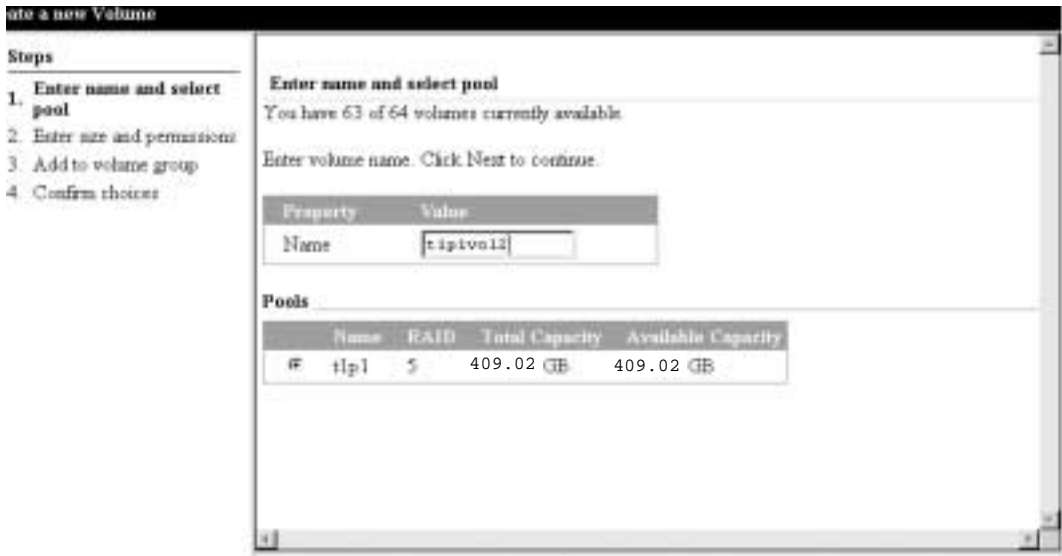 ate a new Volume
Steps
1. Enter name and select pool
2. Enter size and permissions
3. Add to volume group
4. Confirm choices
Enter name and select pool
You have 63 of 64 volumes currently available.
Enter volume name. Click Next to continue.
Property Value
Name
Pools
Name RAID Total Capacity Available Capacity
5 409.02 GB 409.02 GB